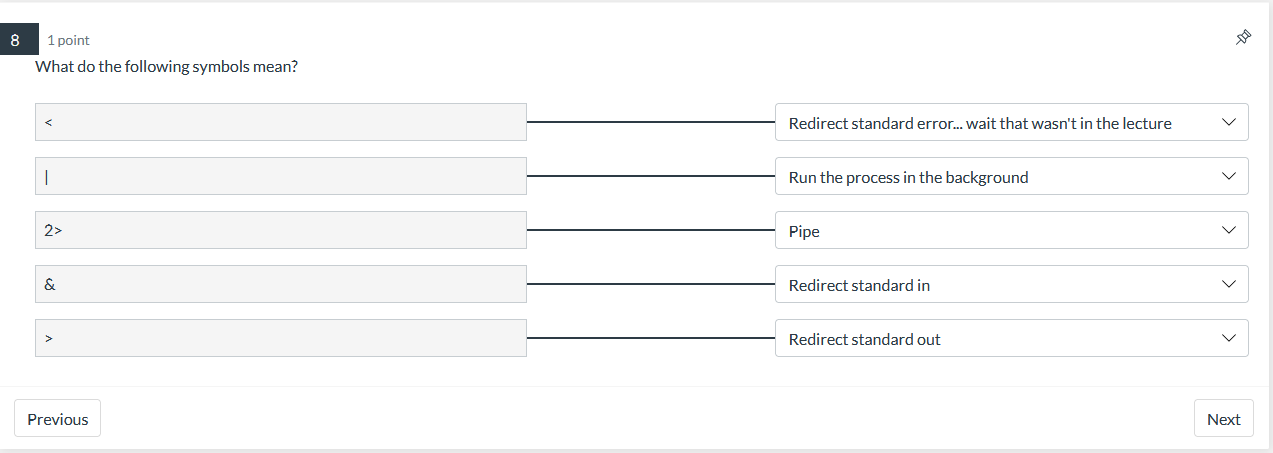 8 1 point
What do the following symbols mean?
< Redirect standard error... wait that wasn't in the lecture
| Run the process in the background
2> Pipe
& Redirect standard in
> Redirect standard out
Previous Next